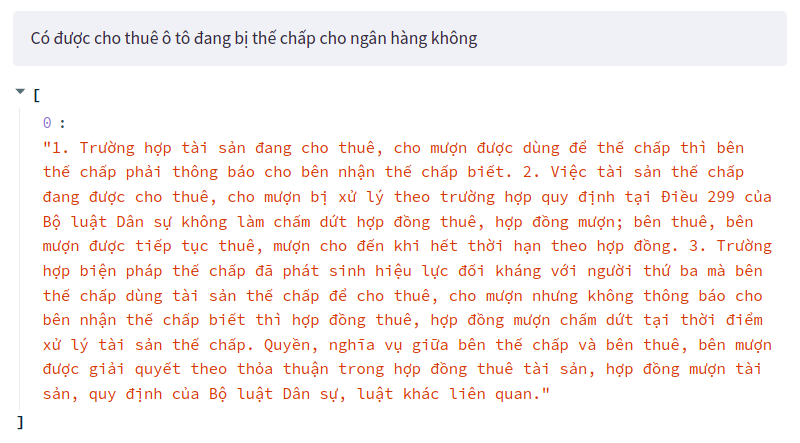 Có được cho thuê ô tô đang bị thế chấp cho ngân hàng không
[
0 :
"1. Trường hợp tài sản đang cho thuê, cho mượn được dùng để thế chấp thì bên
thế chấp phải thông báo cho bên nhận thế chấp biết. 2. Việc tài sản thế chấp
đang được cho thuê, cho mượn bị xử lý theo trường hợp quy định tại Điều 299 của
Bộ luật Dân sự không làm chấm dứt hợp đồng thuê, hợp đồng mượn; bên thuê, bên
mượn được tiếp tục thuê, mượn cho đến khi hết thời hạn theo hợp đồng. 3. Trường
hợp biện pháp thế chấp đã phát sinh hiệu lực đối kháng với người thứ ba mà bên
thế chấp dùng tài sản thế chấp để cho thuê, cho mượn nhưng không thông báo cho
bên nhận thế chấp biết thì hợp đồng thuê, hợp đồng mượn chấm dứt tại thời điểm
xử lý tài sản thế chấp. Quyền, nghĩa vụ giữa bên thế chấp và bên thuê, bên mượn
được giải quyết theo thỏa thuận trong hợp đồng thuê tài sản, hợp đồng mượn tài
sản, quy định của Bộ luật Dân sự, luật khác liên quan."
]